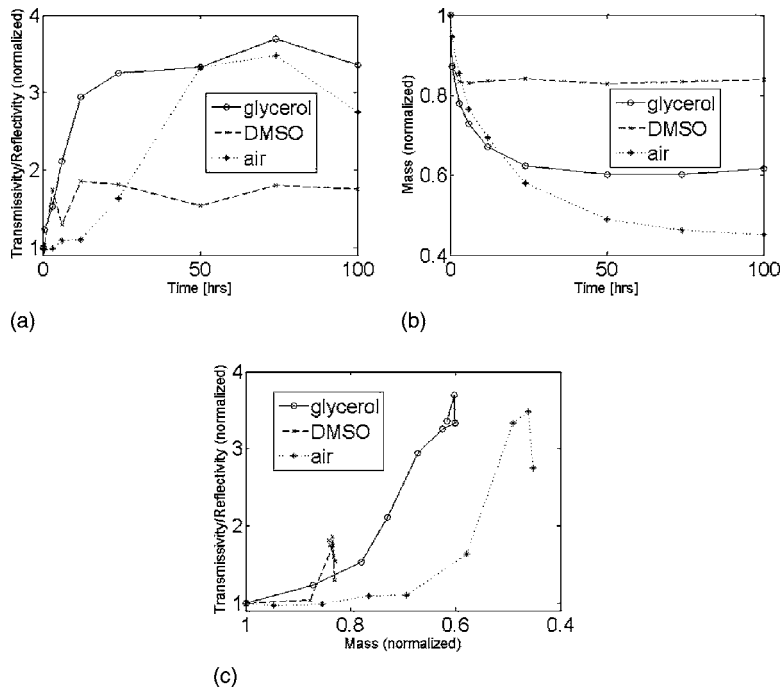 (a)
Transmissivity/Reflectivity (normalized)
4
3
2
1
0
50
100
Time [hrs]
glycerol
DMSO
air
(b)
Mass (normalized)
1
0.8
0.6
0.4
0
50
100
Time [hrs]
glycerol
DMSO
air
(c)
Transmissivity/Reflectivity (normalized)
4
3
2
1
1
0.8
0.6
0.4
Mass (normalized)
glycerol
DMSO
air